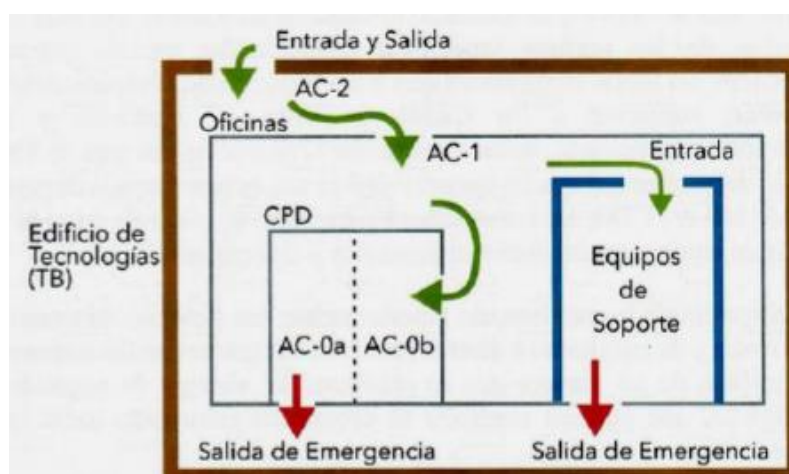 Entrada y Salida
AC-2
Oficinas
AC-1
Entrada
CPD
Edificio de
Tecnologías
(TB)
Equipos
de
Soporte
AC-0a
AC-0b
Salida de Emergencia
Salida de Emergencia